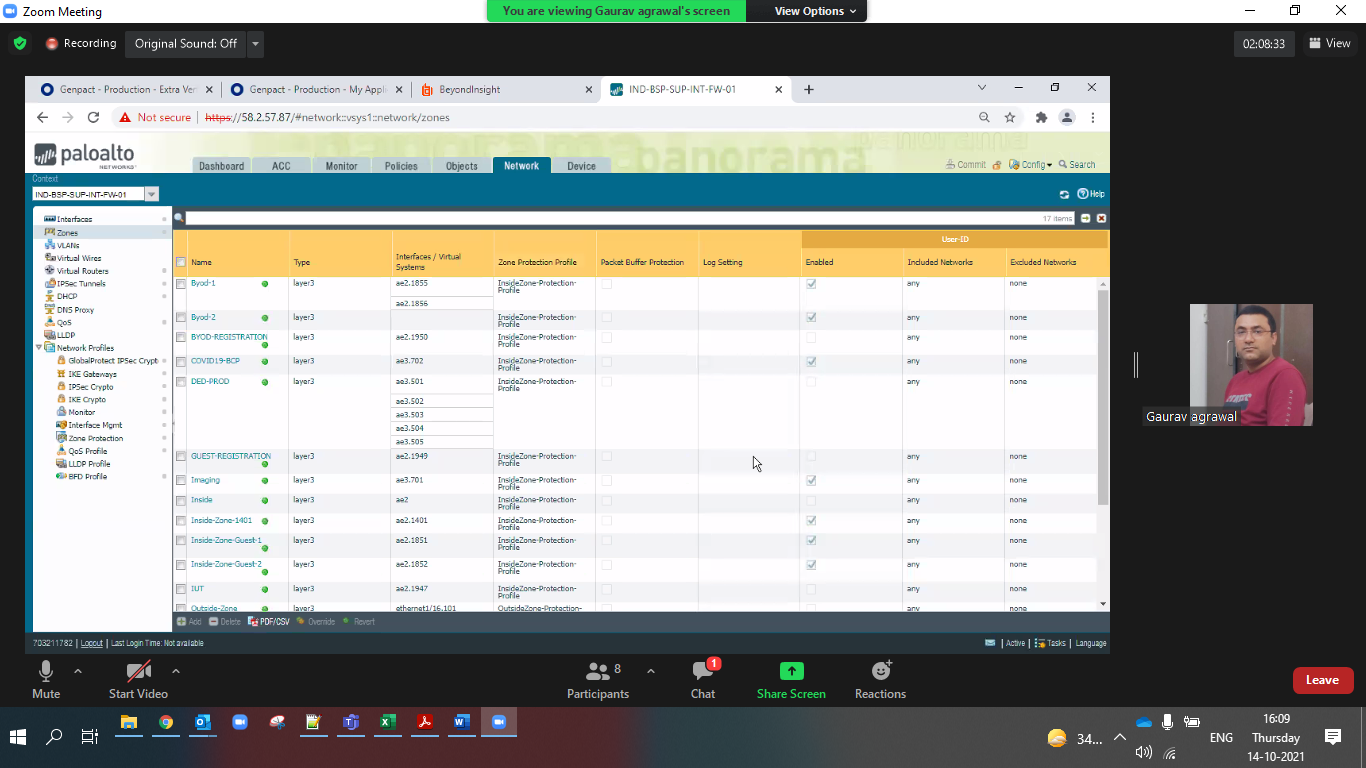 Zoom Meeting
You are viewing Gaurav agrawal's screen
View Options
Recording
Original Sound: Off
02:08:33
View
Genpact - Production - Extra Ver
Genpact - Production - My Appli
BeyondInsight
IND-BSP-SUP-INT-FW-01
Not secure
https://58.2.57.87/#network::vsys1::network/zones
paloalto
NETWORKS
panorama
panorama
panorama
Dashboard
ACC
Monitor
Policies
Objects
Network
Device
Commit
Config
Search
Context
IND-BSP-SUP-INT-FW-01
Help
Interfaces
Zones
VLANs
Virtual Wires
Virtual Routers
IPSec Tunnels
DHCP
DNS Proxy
QoS
LLDP
Network Profiles
GlobalProtect IPSec Crypt
IKE Gateways
IPSec Crypto
IKE Crypto
Monitor
Interface Mgmt
Zone Protection
QoS Profile
LLDP Profile
BFD Profile
17 items
User-ID
Name Type Interfaces / Virtual Systems Zone Protection Profile Packet Buffer Protection Log Setting Enabled Included Networks Excluded Networks
Byod-1 layer3 ae2.1855 InsideZone-Protection-Profile any none
ae2.1856
Byod-2 layer3 InsideZone-Protection-Profile any none
BYOD-REGISTRATION layer3 ae2.1950 InsideZone-Protection-Profile any none
COVID19-BCP layer3 ae3.702 InsideZone-Protection-Profile any none
DED-PROD layer3 ae3.501 InsideZone-Protection-Profile any none
ae3.502
ae3.503
ae3.504
ae3.505
GUEST-REGISTRATION layer3 ae2.1949 InsideZone-Protection-Profile any none
Imaging layer3 ae3.701 InsideZone-Protection-Profile any none
Inside layer3 ae2 InsideZone-Protection-Profile any none
Inside-Zone-1401 layer3 ae2.1401 InsideZone-Protection-Profile any none
Inside-Zone-Guest-1 layer3 ae2.1851 InsideZone-Protection-Profile any none
Inside-Zone-Guest-2 layer3 ae2.1852 InsideZone-Protection-Profile any none
IUT layer3 ae2.1947 InsideZone-Protection-Profile any none
Outside-Zone layer3 ethernet1/16.101 OutsideZone-Protection- any none
Add Delete PDF/CSV Override Revert
703211782 | Logout | Last Login Time: Not available
| Active | Tasks | Language
Gaurav agrawal
Mute
Start Video
8
Participants
1
Chat
Share Screen
Reactions
Leave
34...
ENG
16:09
Thursday
14-10-2021